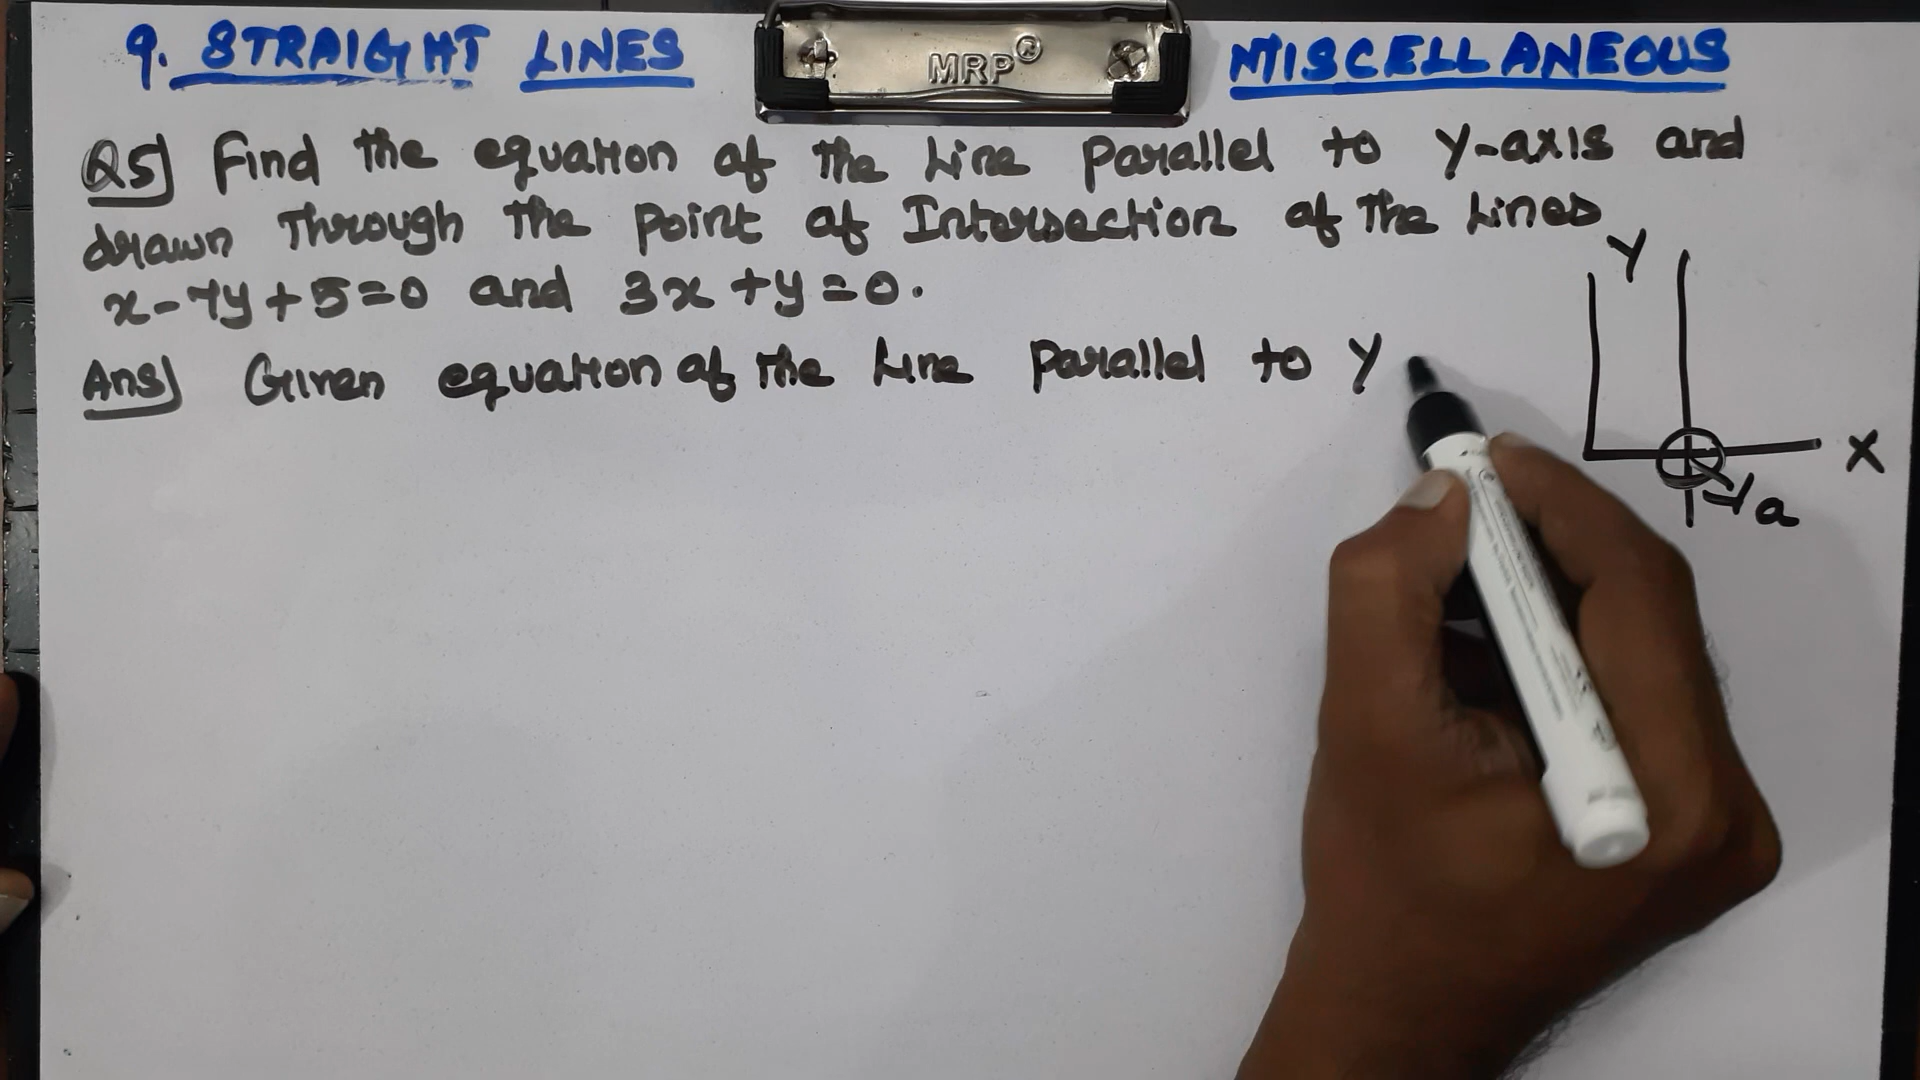 9. STRAIGHT LINES
MRP®
MISCELLANEOUS
Q5] Find the equation of the Line parallel to Y-axis and
drawn Through The point of Intersection of The Lines
x-7y+5=0 and 3x+y=0.
Ans] Given equation of The Line parallel to Y
Y
X
a